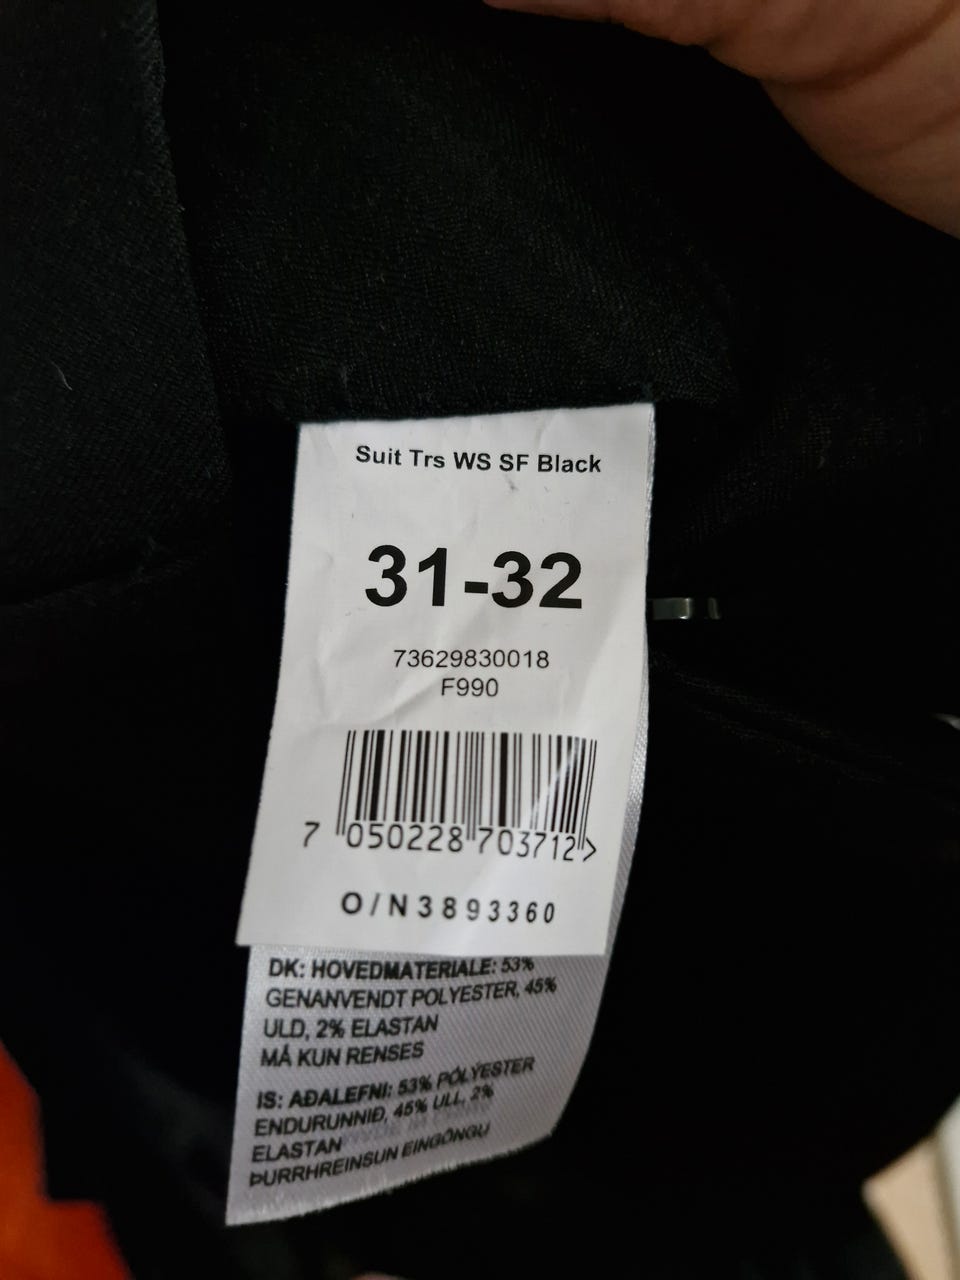 Suit Trs WS SF Black
31-32
73629830018
F990
7 050228 703712 >
O/N3893360
DK: HOVEDMATERIALE: 53%
GENANVENDT POLYESTER, 45%
ULD, 2% ELASTAN
MÅ KUN RENSES
IS: AÐALEFNI: 53% POLYESTER
ENDURUNNIÐ, 45% ULL, 2%
ELASTAN
ÞURRHREINSUN EINGÖNGU